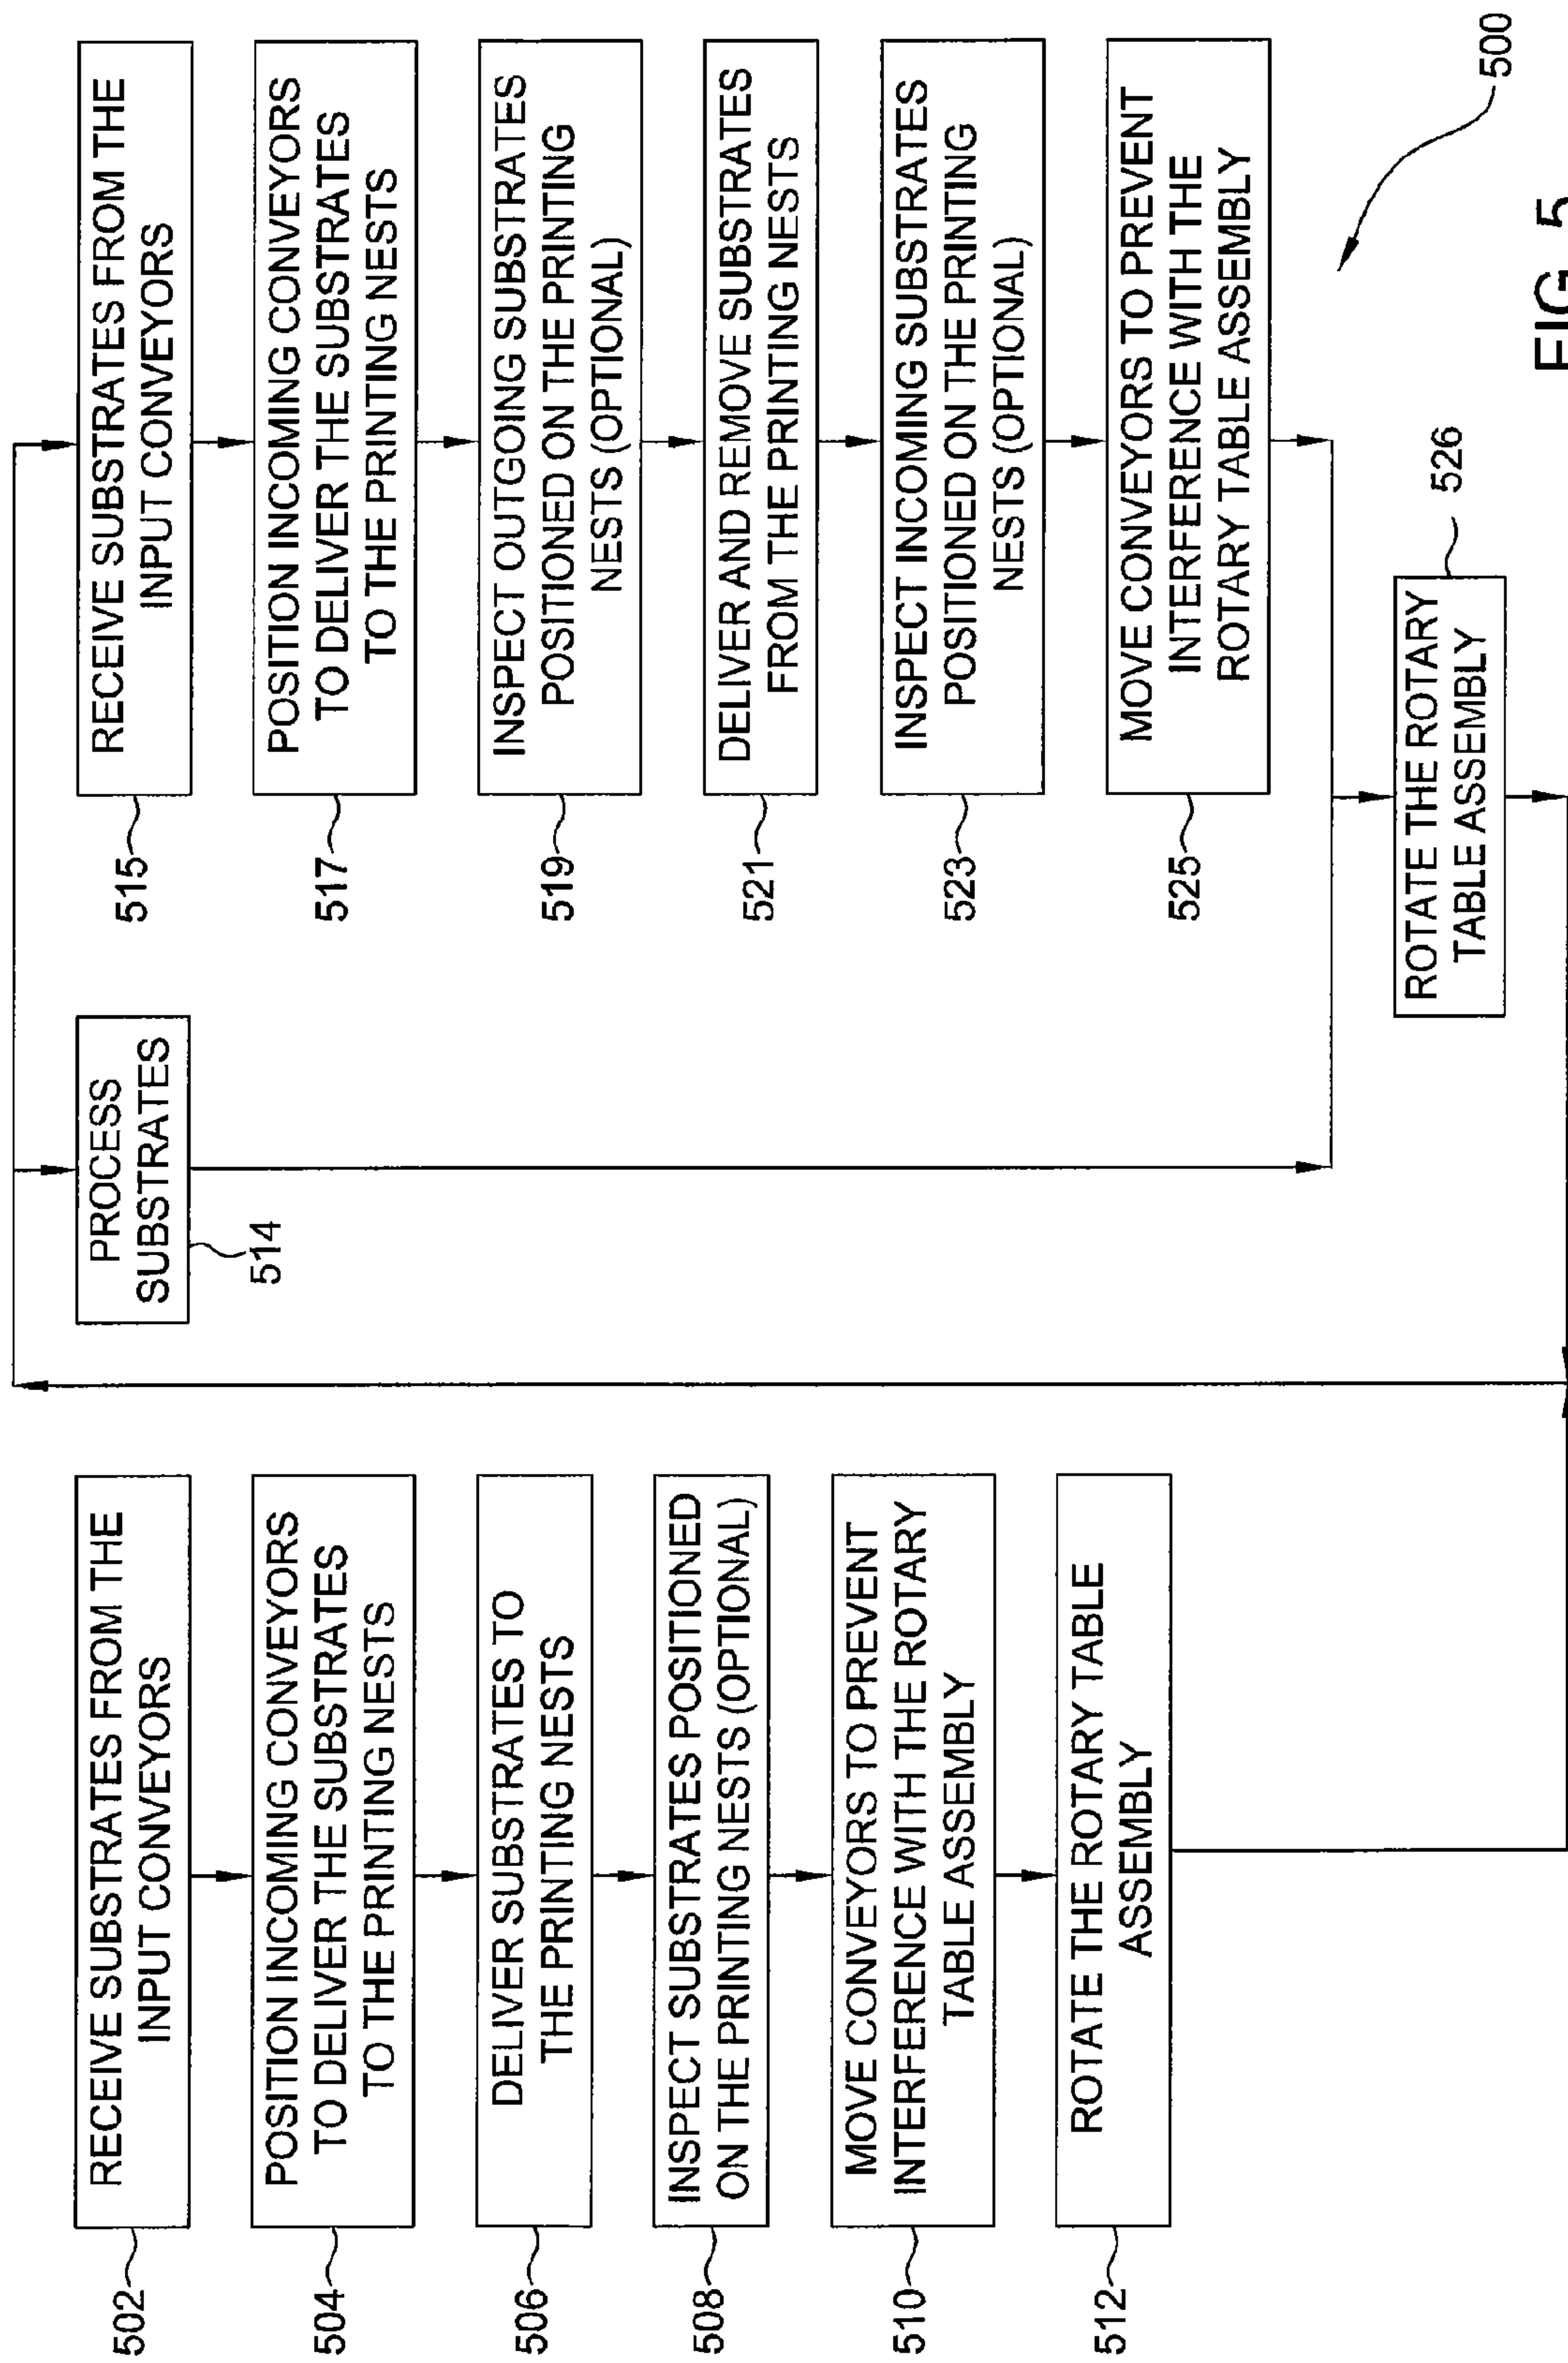 502
RECEIVE SUBSTRATES FROM THE
INPUT CONVEYORS
504
POSITION INCOMING CONVEYORS
TO DELIVER THE SUBSTRATES
TO THE PRINTING NESTS
506
DELIVER SUBSTRATES TO
THE PRINTING NESTS
508
INSPECT SUBSTRATES POSITIONED
ON THE PRINTING NESTS (OPTIONAL)
510
MOVE CONVEYORS TO PREVENT
INTERFERENCE WITH THE ROTARY
TABLE ASSEMBLY
512
ROTATE THE ROTARY TABLE
ASSEMBLY
PROCESS
SUBSTRATES
514
515
RECEIVE SUBSTRATES FROM THE
INPUT CONVEYORS
517
POSITION INCOMING CONVEYORS
TO DELIVER THE SUBSTRATES
TO THE PRINTING NESTS
519
INSPECT OUTGOING SUBSTRATES
POSITIONED ON THE PRINTING
NESTS (OPTIONAL)
521
DELIVER AND REMOVE SUBSTRATES
FROM THE PRINTING NESTS
523
INSPECT INCOMING SUBSTRATES
POSITIONED ON THE PRINTING
NESTS (OPTIONAL)
525
MOVE CONVEYORS TO PREVENT
INTERFERENCE WITH THE
ROTARY TABLE ASSEMBLY
526
ROTATE THE ROTARY
TABLE ASSEMBLY
500
FIG. 5